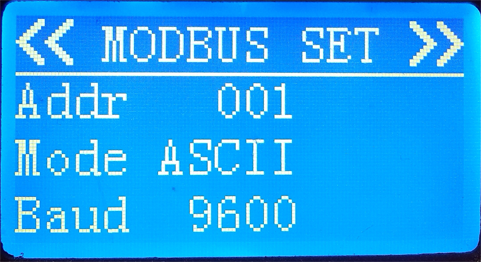 << MODBUS SET >>
Addr 001
Mode ASCII
Baud 9600